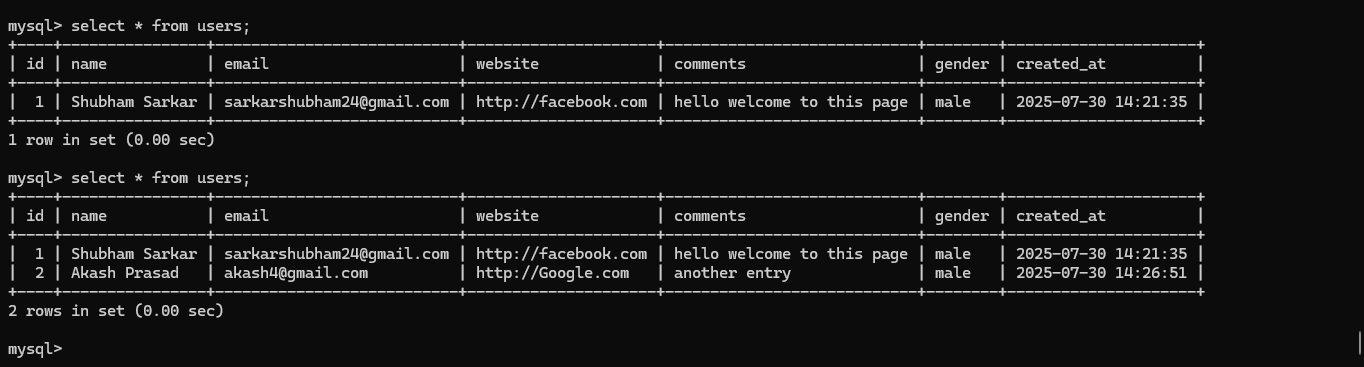 mysql> select * from users;
+----+----------------+--------------------------+--------------------+----------------------------+--------+---------------------+
| id | name           | email                    | website            | comments                   | gender | created_at          |
+----+----------------+--------------------------+--------------------+----------------------------+--------+---------------------+
|  1 | Shubham Sarkar | sarkarshubham24@gmail.com | http://facebook.com | hello welcome to this page | male   | 2025-07-30 14:21:35 |
+----+----------------+--------------------------+--------------------+----------------------------+--------+---------------------+
1 row in set (0.00 sec)
mysql> select * from users;
+----+----------------+--------------------------+--------------------+----------------------------+--------+---------------------+
| id | name           | email                    | website            | comments                   | gender | created_at          |
+----+----------------+--------------------------+--------------------+----------------------------+--------+---------------------+
|  1 | Shubham Sarkar | sarkarshubham24@gmail.com | http://facebook.com | hello welcome to this page | male   | 2025-07-30 14:21:35 |
|  2 | Akash Prasad   | akash4@gmail.com          | http://Google.com   | another entry              | male   | 2025-07-30 14:26:51 |
+----+----------------+--------------------------+--------------------+----------------------------+--------+---------------------+
2 rows in set (0.00 sec)
mysql>